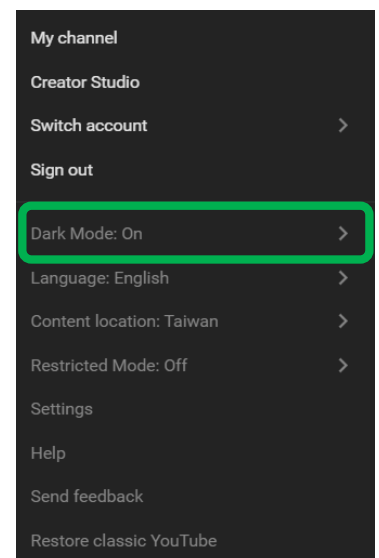 My channel
Creator Studio
Switch account
Sign out
Dark Mode: On
Language: English
Content location: Taiwan
Restricted Mode: Off
Settings
Help
Send feedback
Restore classic YouTube